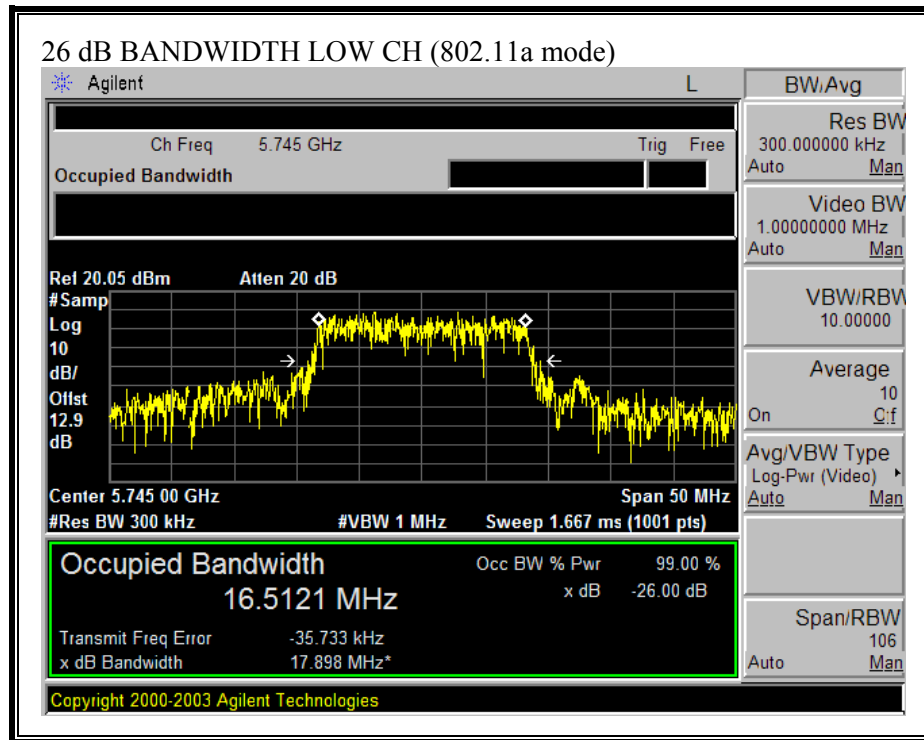 26 dB BANDWIDTH LOW CH (802.11a mode)
Agilent L
BW/Avg
Ch Freq 5.745 GHz Trig Free
Occupied Bandwidth
Ref 20.05 dBm Atten 20 dB
#Samp
Log
10
dB/
Offst
12.9
dB
Center 5.745 00 GHz Span 50 MHz
#Res BW 300 kHz #VBW 1 MHz Sweep 1.667 ms (1001 pts)
Occupied Bandwidth
16.5121 MHz
Occ BW % Pwr 99.00 %
x dB -26.00 dB
Transmit Freq Error -35.733 kHz
x dB Bandwidth 17.898 MHz*
Copyright 2000-2003 Agilent Technologies
Res BW
300.000000 kHz
Auto Man
Video BW
1.00000000 MHz
Auto Man
VBW/RBW
10.00000
Average
10
On Off
Avg/VBW Type
Log-Pwr (Video)
Auto Man
Span/RBW
106
Auto Man